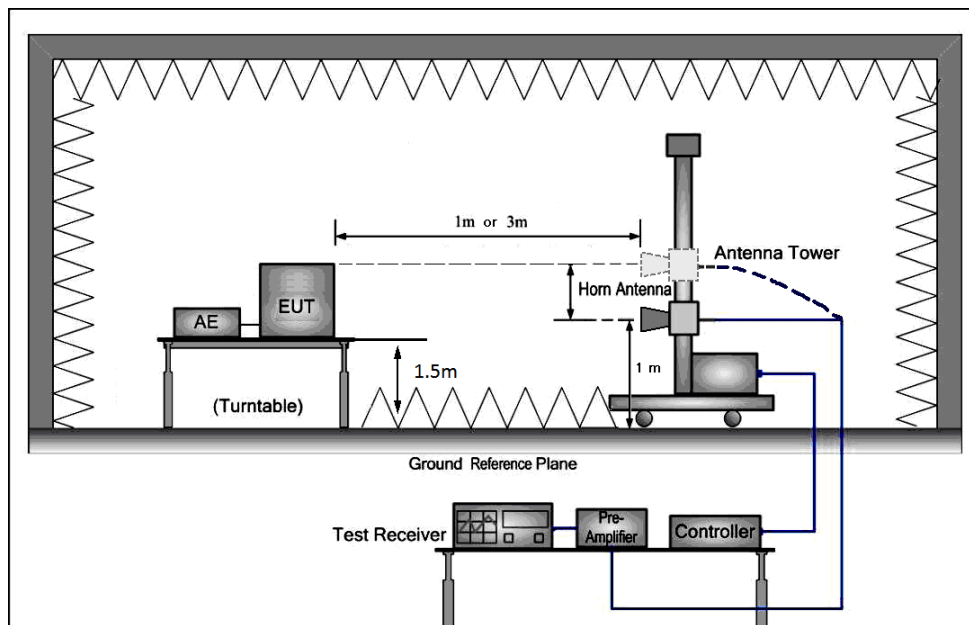 1m or 3m
Antenna Tower
Horn Antenna
EUT
AE
1.5m
1 m
(Turntable)
Ground Reference Plane
Test Receiver
Pre-
Amplifier
Controller